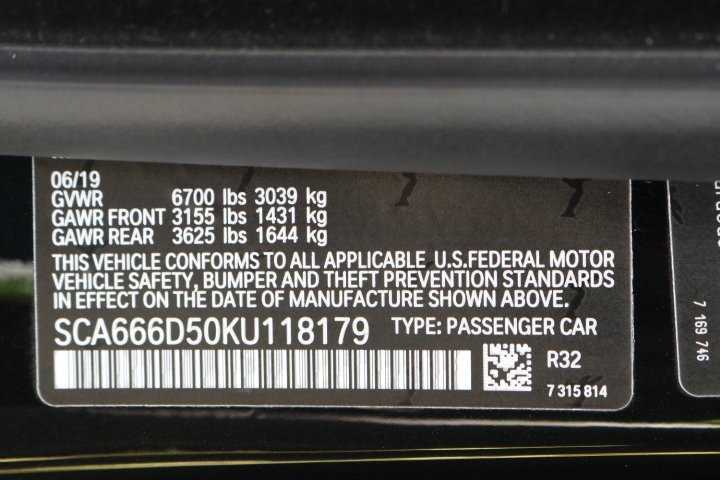 06/19
GVWR 6700 lbs 3039 kg
GAWR FRONT 3155 lbs 1431 kg
GAWR REAR 3625 lbs 1644 kg
THIS VEHICLE CONFORMS TO ALL APPLICABLE U.S.FEDERAL MOTOR
VEHICLE SAFETY, BUMPER AND THEFT PREVENTION STANDARDS
IN EFFECT ON THE DATE OF MANUFACTURE SHOWN ABOVE.
SCA666D50KU118179 TYPE: PASSENGER CAR
R32
7 315 814
7 169 746